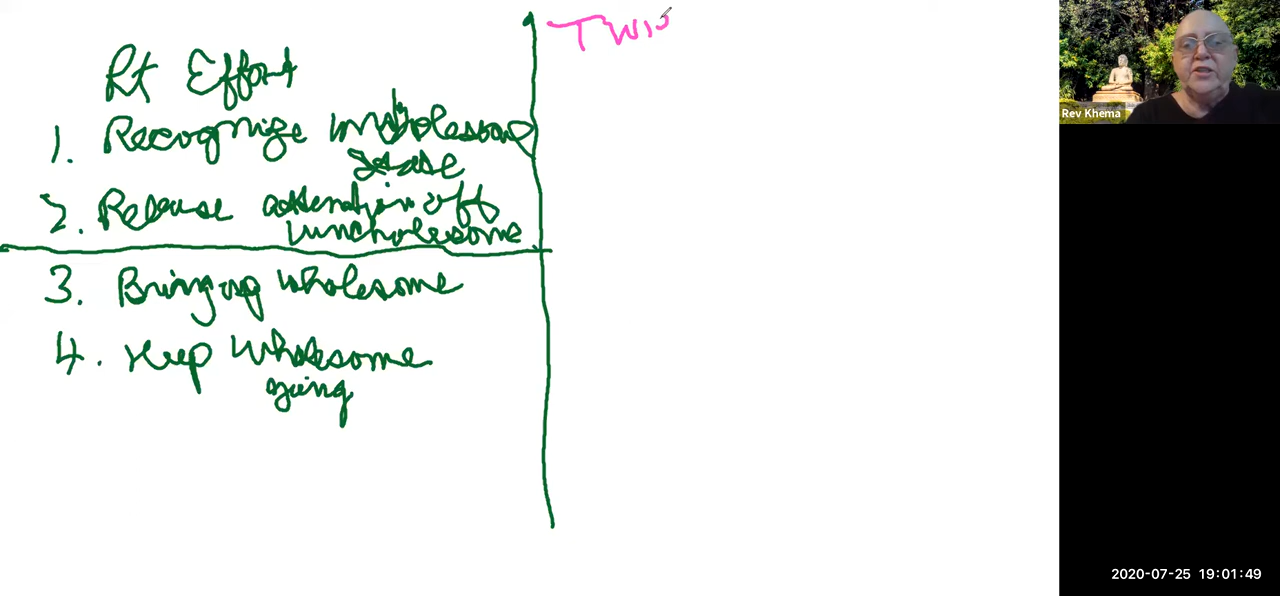 Rt Effort
1. Recognize unwholesome
state
2. Release attention off
unwholesome
3. Bring up wholesome
4. Keep wholesome
going
TWI
Rev Khema
2020-07-25 19:01:49